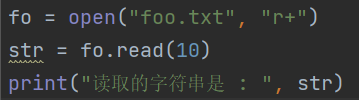 fo = open("foo.txt", "r+")
str = fo.read(10)
print("读取的字符串是 : ", str)